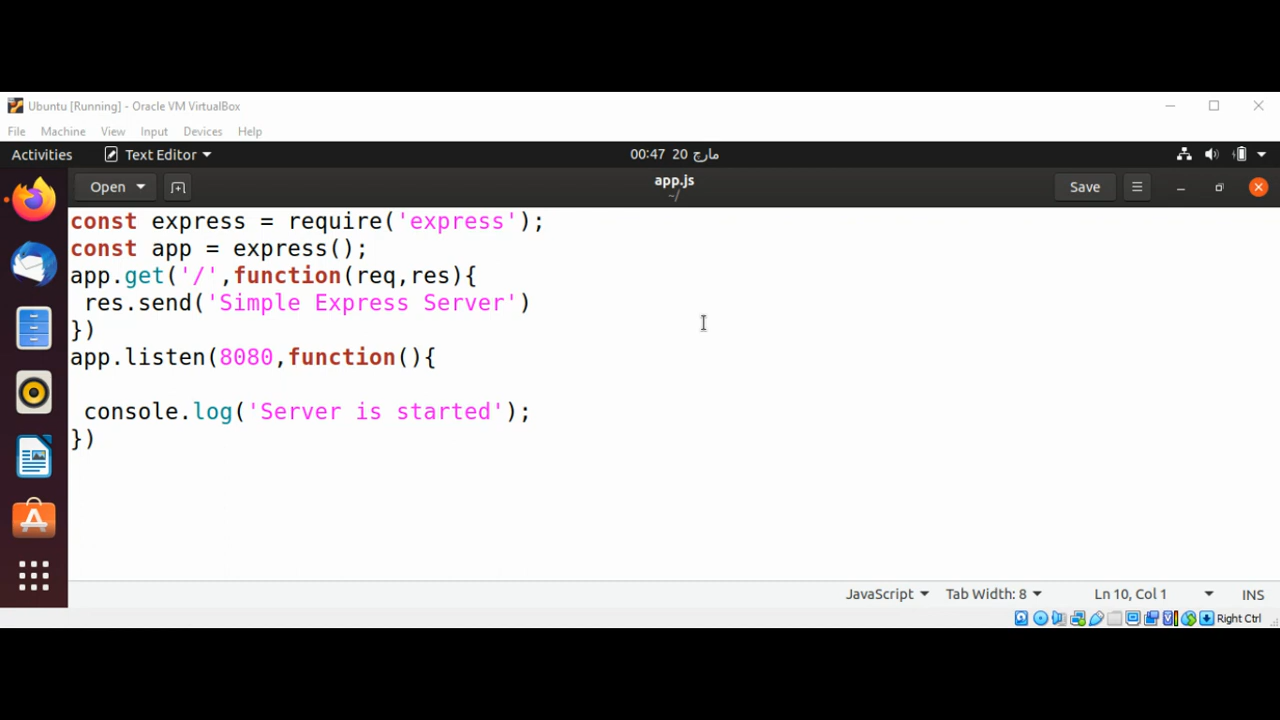 Ubuntu [Running] - Oracle VM VirtualBox
File Machine View Input Devices Help
Activities Text Editor 00:47 20 مارچ
Open app.js Save
~/
const express = require('express');
const app = express();
app.get('/',function(req,res){
 res.send('Simple Express Server')
})
app.listen(8080,function(){
 console.log('Server is started');
})
JavaScript Tab Width: 8 Ln 10, Col 1 INS
Right Ctrl